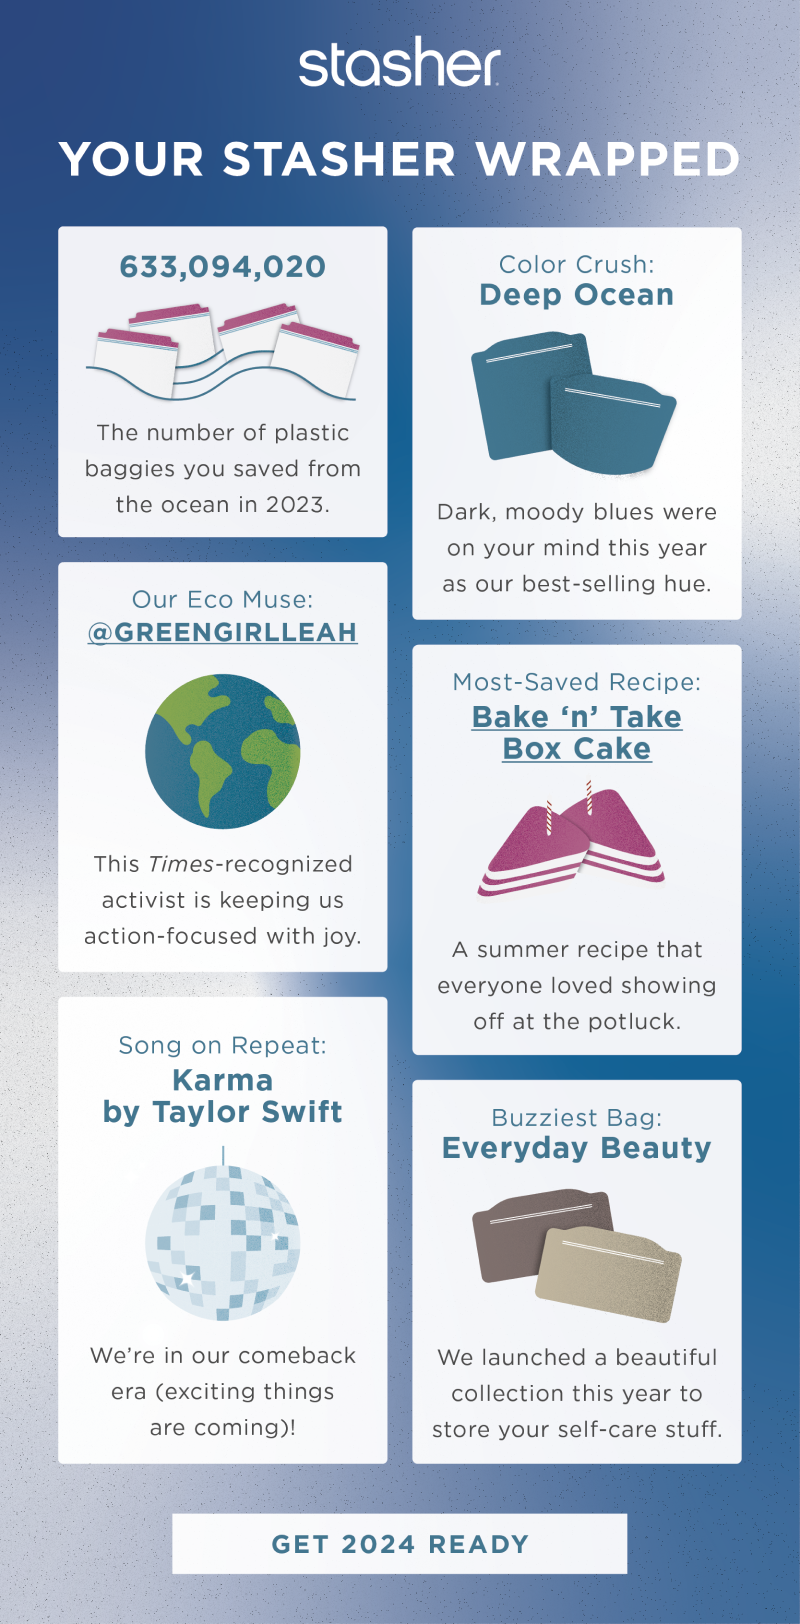 stasher
YOUR STASHER WRAPPED
633,094,020
The number of plastic
baggies you saved from
the ocean in 2023.
Color Crush:
Deep Ocean
Dark, moody blues were
on your mind this year
as our best-selling hue.
Our Eco Muse:
@GREENGIRLLEAH
This Times-recognized
activist is keeping us
action-focused with joy.
Most-Saved Recipe:
Bake ‘n’ Take
Box Cake
A summer recipe that
everyone loved showing
off at the potluck.
Song on Repeat:
Karma
by Taylor Swift
We’re in our comeback
era (exciting things
are coming)!
Buzziest Bag:
Everyday Beauty
We launched a beautiful
collection this year to
store your self-care stuff.
GET 2024 READY